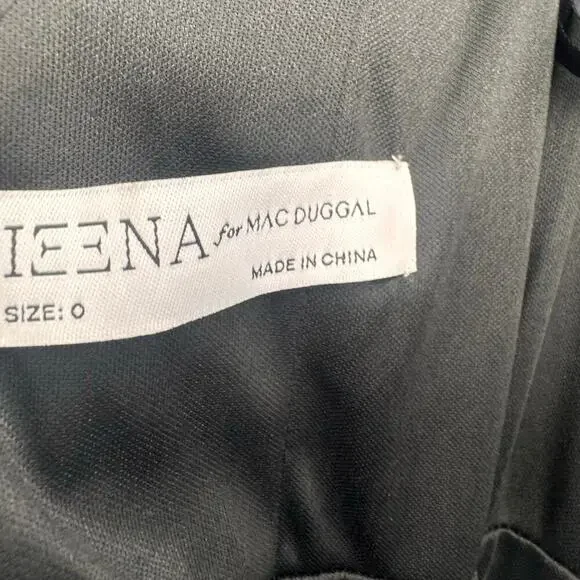 IEENA for MAC DUGGAL
MADE IN CHINA
SIZE: 0